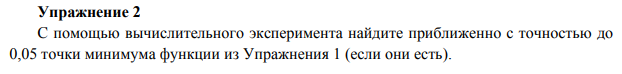 Упражнение 2
С помощью вычислительного эксперимента найдите приближенно с точностью до
0,05 точки минимума функции из Упражнения 1 (если они есть).